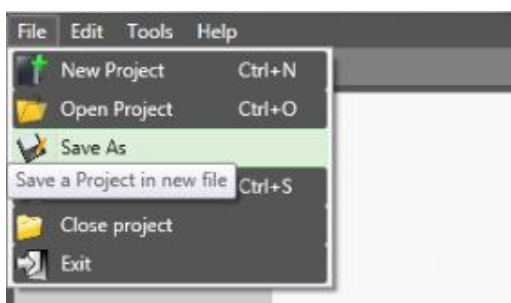 File Edit Tools Help
New Project Ctrl+N
Open Project Ctrl+O
Save As
Save a Project in new file Ctrl+S
Close project
Exit